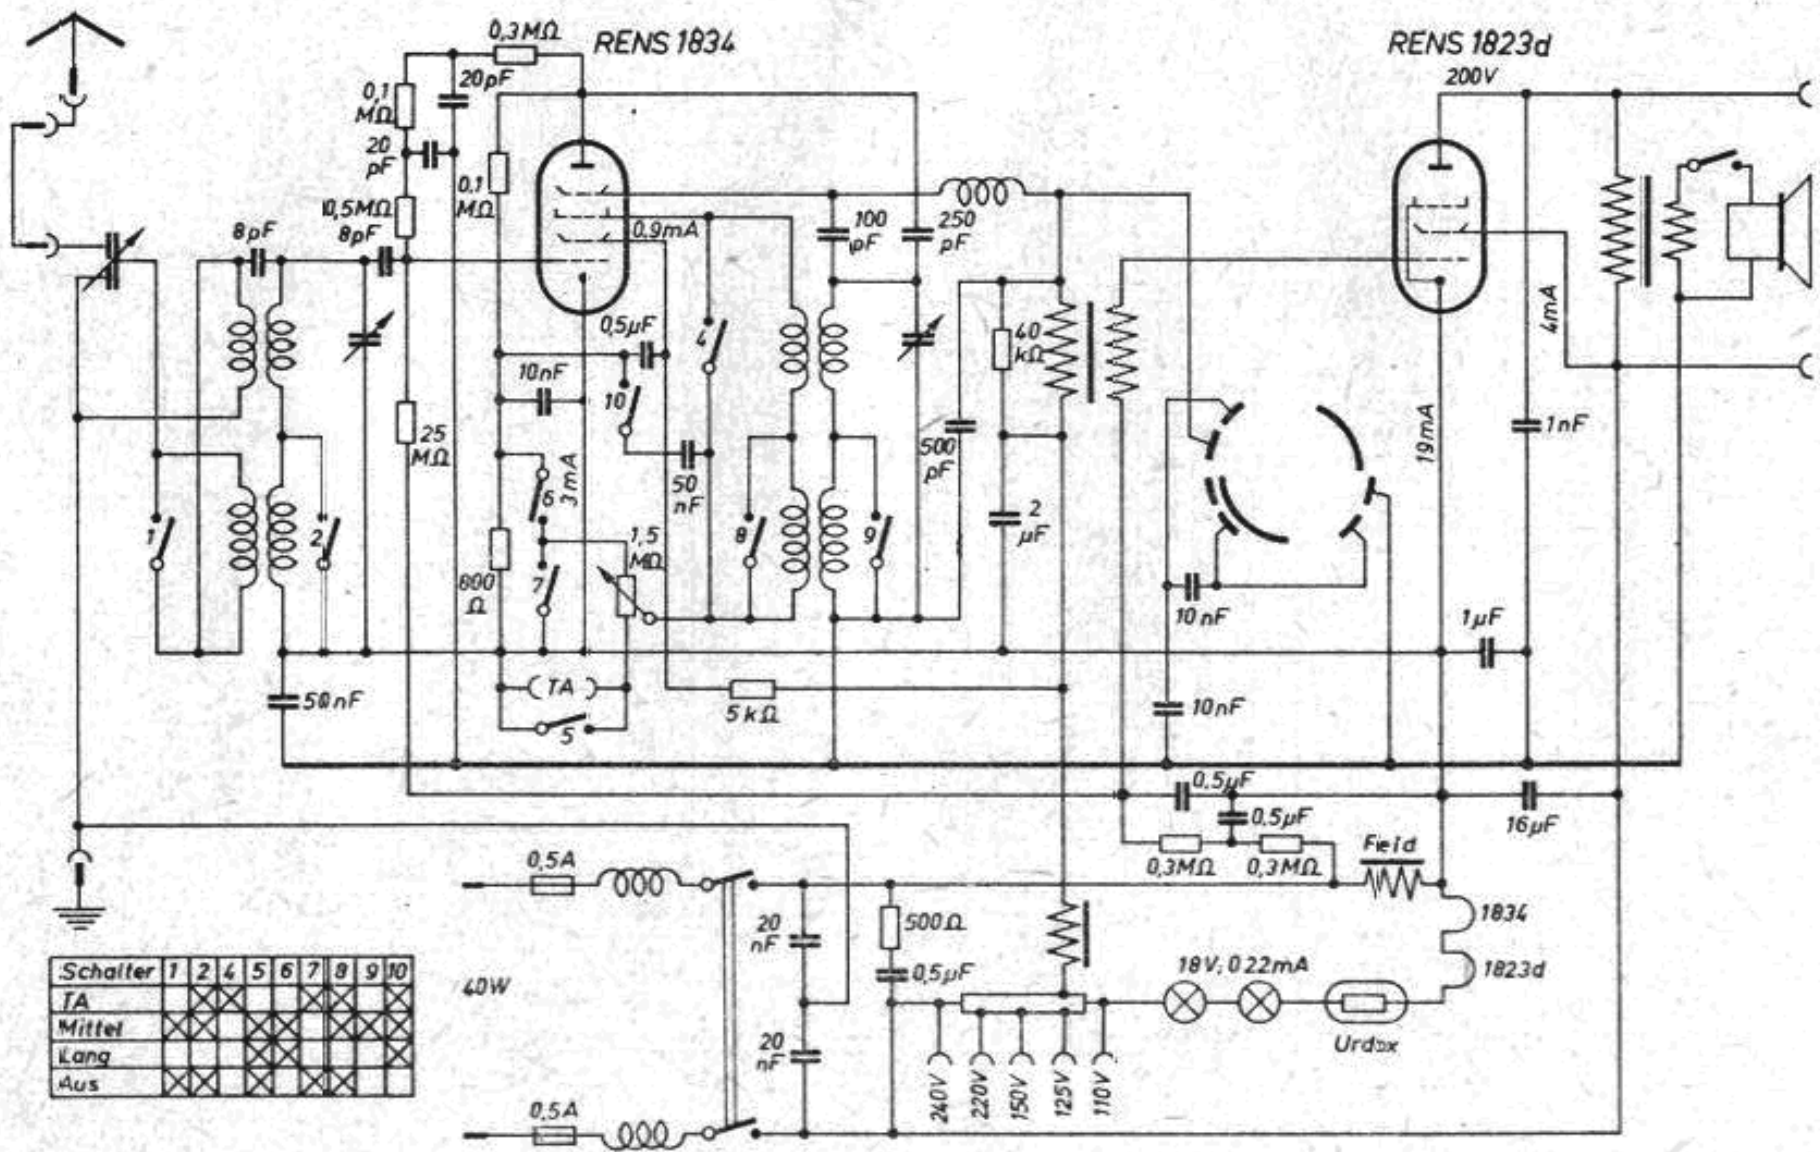 RENS 1834
RENS 1823d
200V
0,3MΩ
20pF
0,1
MΩ
20
pF
0.1
MΩ
10,5MΩ
8pF
8pF
0,9mA
100
pF
250
pF
0,5µF
4
40
kΩ
4mA
10nF
10
25
MΩ
3mA
50
nF
500
pF
19mA
1nF
1
2
6
8
9
2
µF
1,5
MΩ
7
800
Ω
10nF
1µF
50nF
TA
5
5kΩ
10nF
0.5µF
0.5µF
16µF
0,3MΩ
0,3MΩ
Field
0,5A
20
nF
500Ω
0,5µF
18V; 022mA
1834
1823d
Urdox
40W
20
nF
240V
220V
150V
125V
110V
0,5A
Schalter 1 2 4 5 6 7 8 9 10
TA
Mittel
Lang
Aus